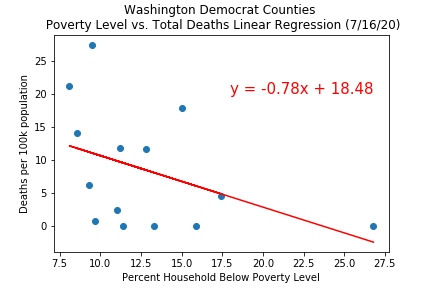 Washington Democrat Counties
Poverty Level vs. Total Deaths Linear Regression (7/16/20)
y = -0.78x + 18.48
Deaths per 100k population
25
20
15
10
5
0
7.5 10.0 12.5 15.0 17.5 20.0 22.5 25.0 27.5
Percent Household Below Poverty Level